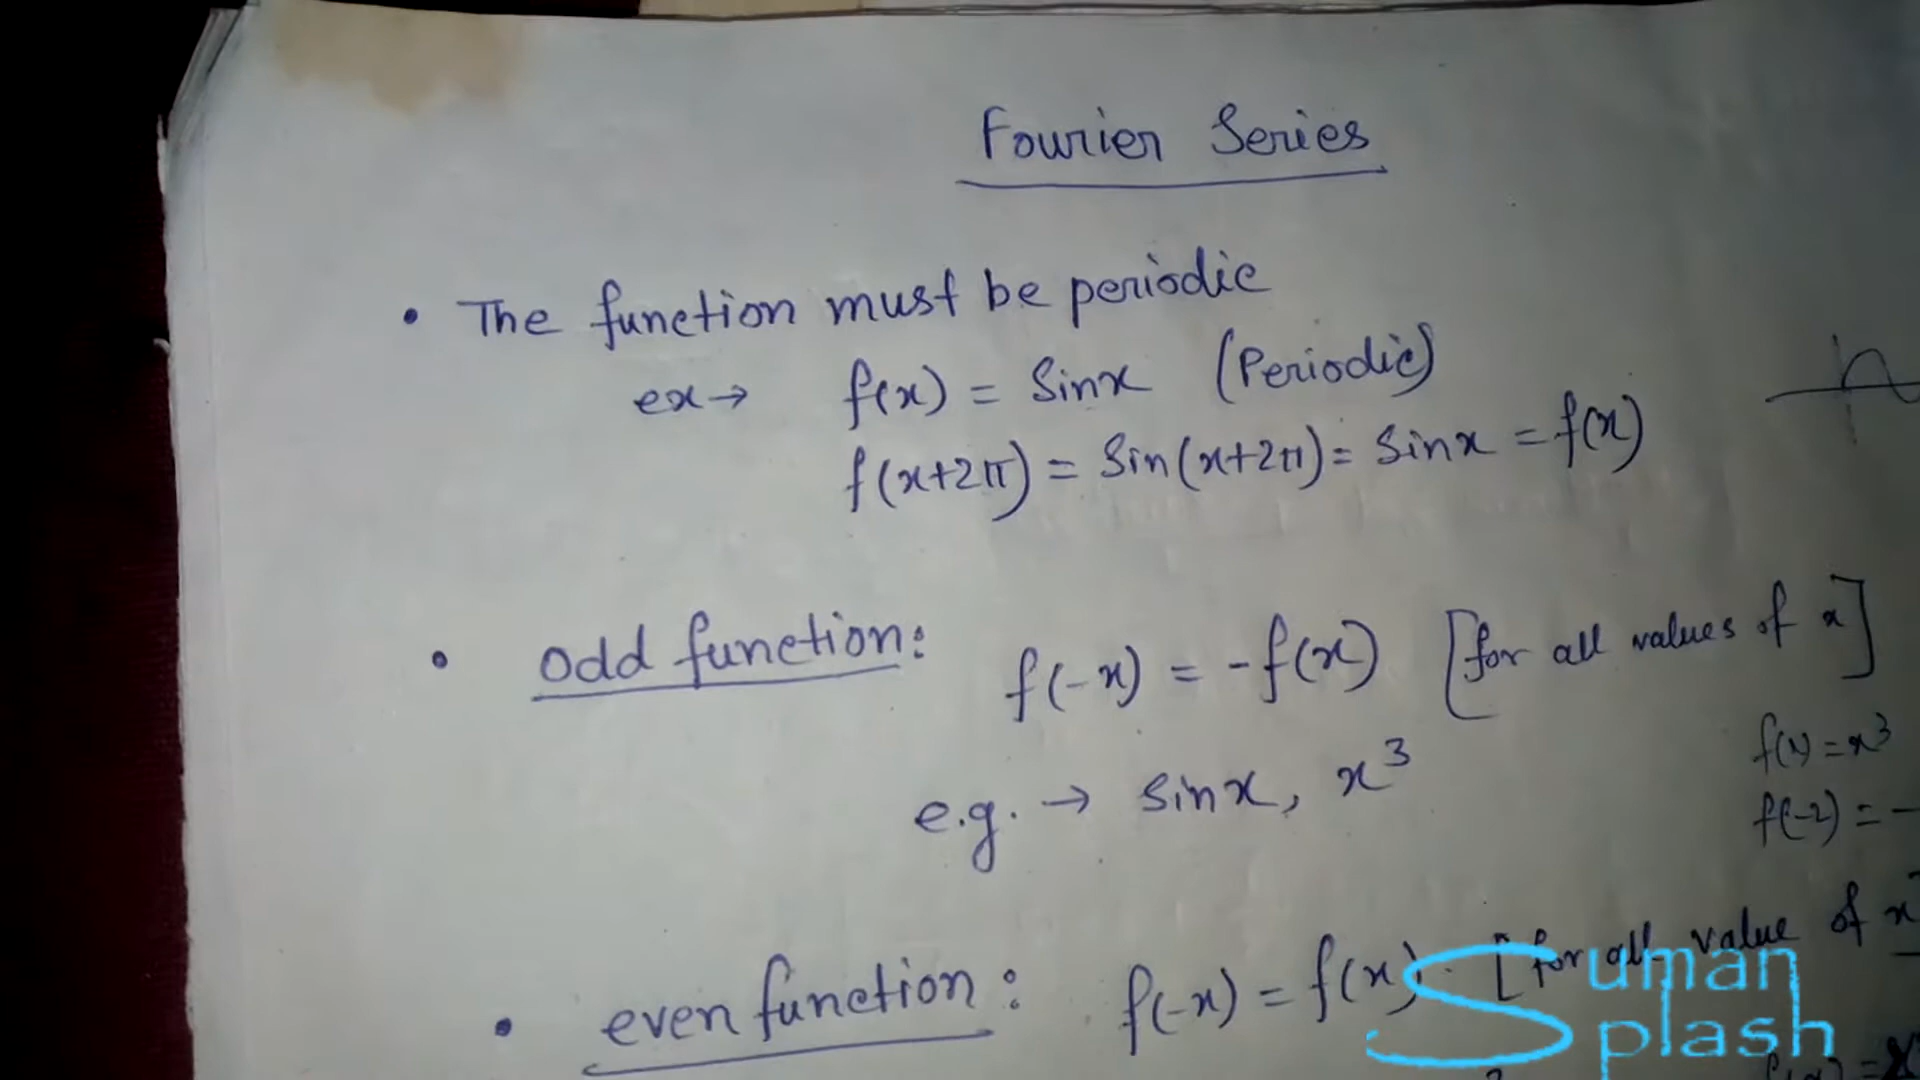 Fourier Series
• The function must be periodic
ex → f(x) = Sinx (Periodic)
f(x+2π) = Sin(x+2π) = Sinx = f(x)
• Odd function: f(-x) = -f(x) [for all values of x]
e.g. → sinx, x³
f(x) = x³
f(-2) = -
• even function: f(-x) = f(x). [for all value of x
Suman
Splash